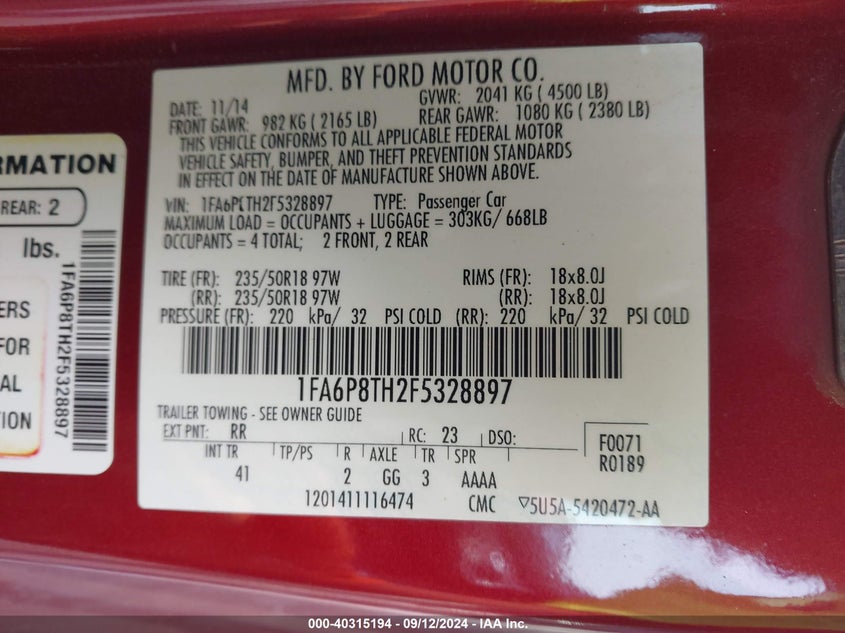 RMATION
REAR: 2
lbs.
ERS
FOR
AL
TION
1FA6P8TH2F5328897
MFD. BY FORD MOTOR CO.
DATE: 11/14 GVWR: 2041 KG ( 4500 LB)
FRONT GAWR: 982 KG ( 2165 LB) REAR GAWR: 1080 KG ( 2380 LB)
THIS VEHICLE CONFORMS TO ALL APPLICABLE FEDERAL MOTOR
VEHICLE SAFETY, BUMPER, AND THEFT PREVENTION STANDARDS
IN EFFECT ON THE DATE OF MANUFACTURE SHOWN ABOVE.
VIN: 1FA6P8TH2F5328897 TYPE: Passenger Car
MAXIMUM LOAD = OCCUPANTS + LUGGAGE = 303KG/ 668LB
OCCUPANTS = 4 TOTAL; 2 FRONT, 2 REAR
TIRE (FR): 235/50R18 97W RIMS (FR): 18x8.0J
(RR): 235/50R18 97W (RR): 18x8.0J
PRESSURE (FR): 220 kPa/ 32 PSI COLD (RR): 220 kPa/ 32 PSI COLD
1FA6P8TH2F5328897
TRAILER TOWING - SEE OWNER GUIDE
EXT PNT: RR RC: 23 DSO: F0071
INT TR TP/PS R AXLE TR SPR R0189
41 2 GG 3 AAAA
1201411116474 CMC ▽5U5A-5420472-AA
000-40315194 - 09/12/2024 - IAA Inc.